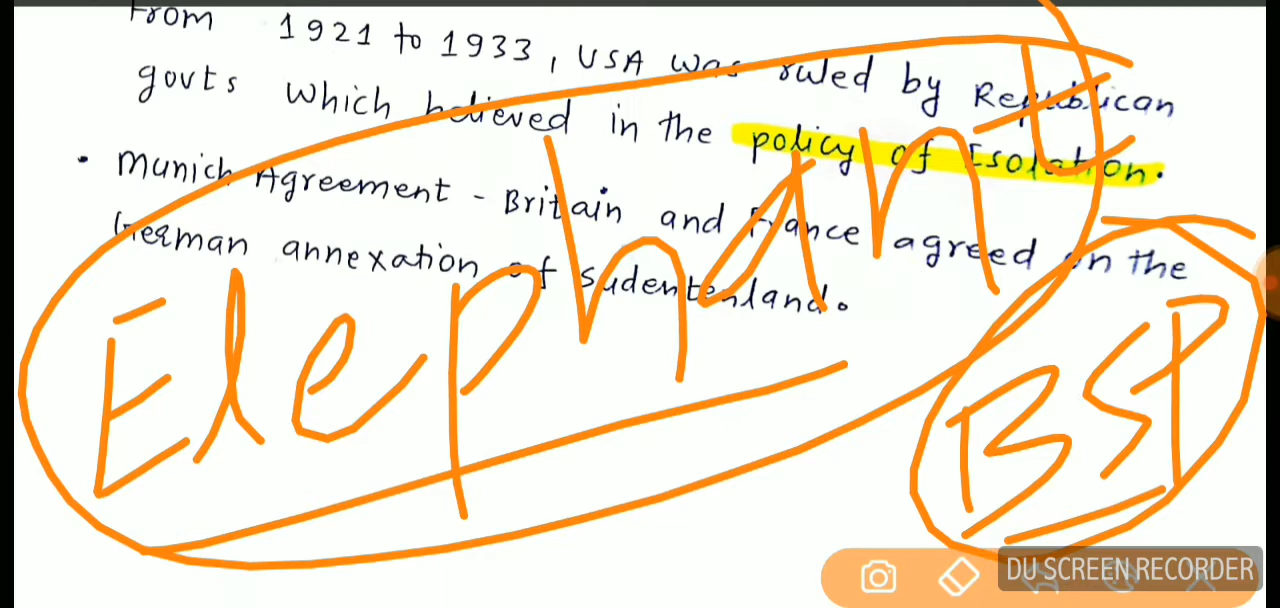 From 1921 to 1933, USA was ruled by Republican
govts which believed in the policy of Isolation.
• Munich Agreement - Britain and France agreed on the
German annexation of Sudentenland.
Elephant
BSP
DU SCREEN RECORDER